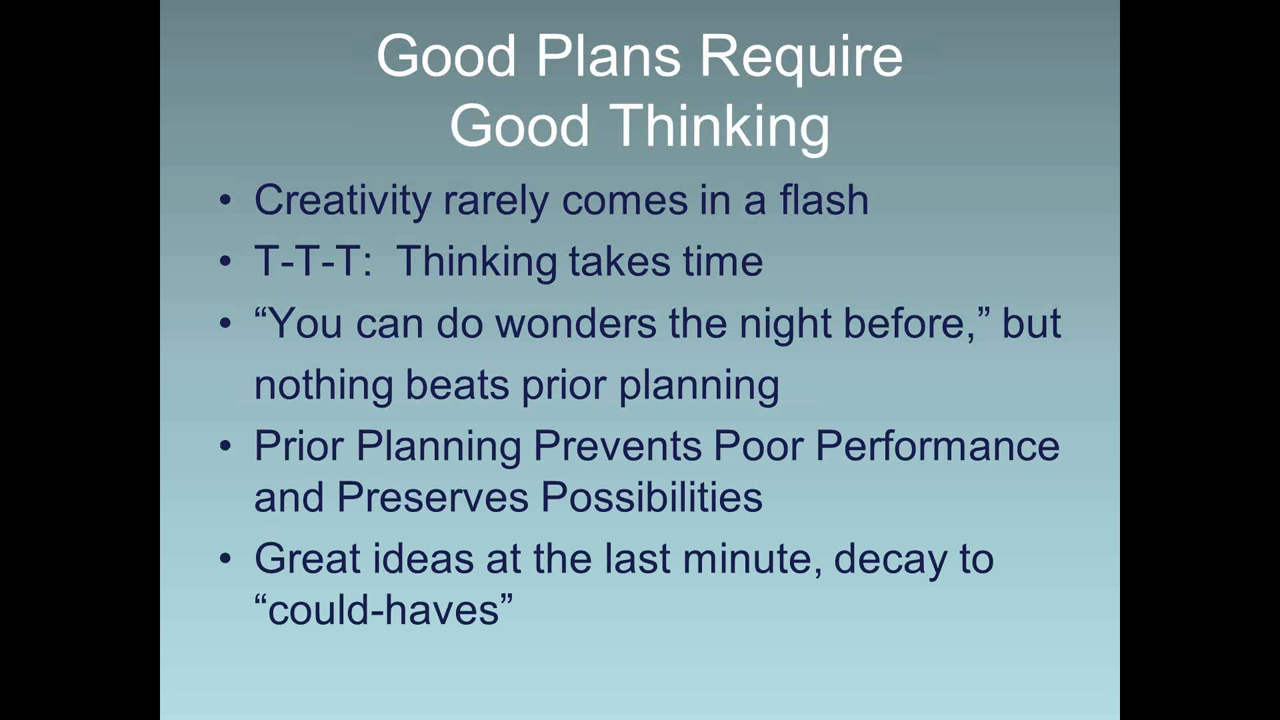 Good Plans Require
Good Thinking
• Creativity rarely comes in a flash
• T-T-T:  Thinking takes time
• “You can do wonders the night before,” but
nothing beats prior planning
• Prior Planning Prevents Poor Performance
and Preserves Possibilities
• Great ideas at the last minute, decay to
“could-haves”